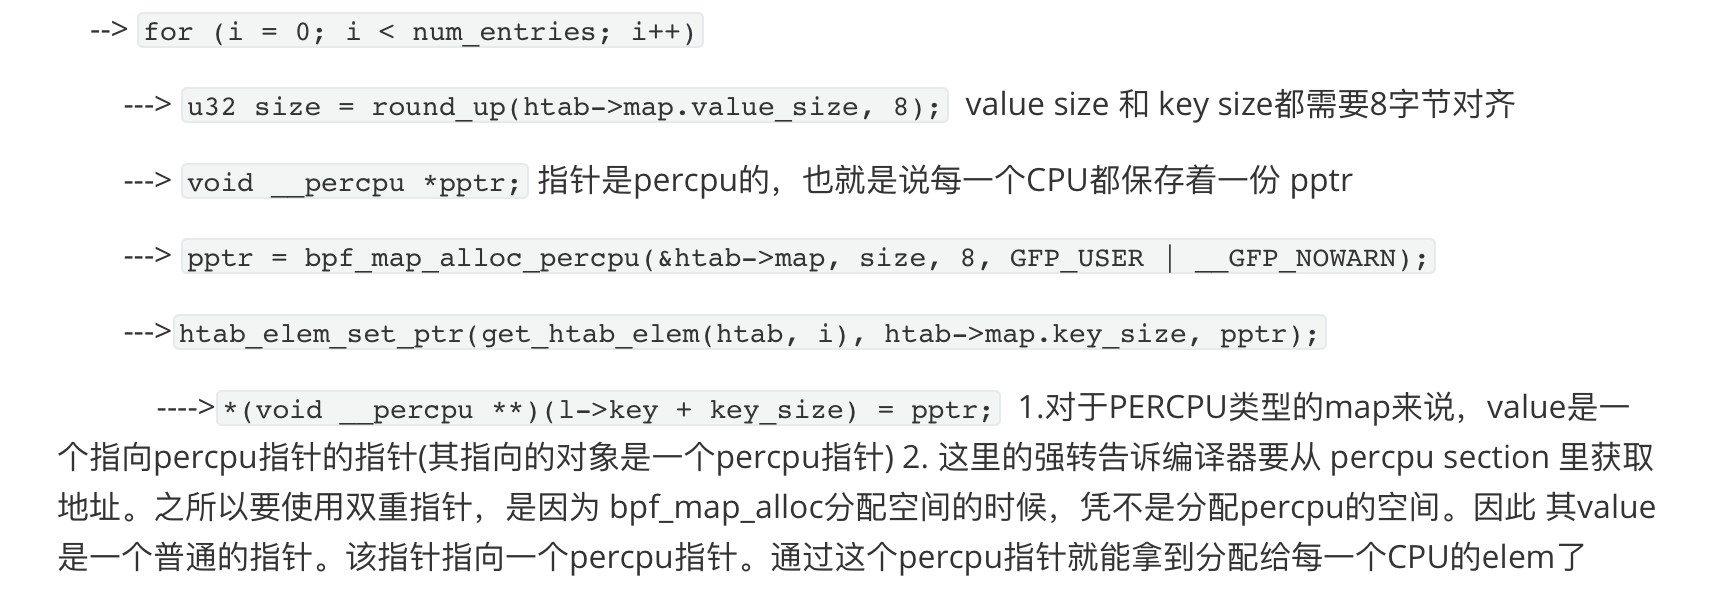 --> for (i = 0; i < num_entries; i++)
---> u32 size = round_up(htab->map.value_size, 8); value size 和 key size都需要8字节对齐
---> void __percpu *pptr; 指针是percpu的，也就是说每一个CPU都保存着一份 pptr
---> pptr = bpf_map_alloc_percpu(&htab->map, size, 8, GFP_USER | __GFP_NOWARN);
--->htab_elem_set_ptr(get_htab_elem(htab, i), htab->map.key_size, pptr);
---->*(void __percpu **)(l->key + key_size) = pptr; 1.对于PERCPU类型的map来说，value是一
个指向percpu指针的指针(其指向的对象是一个percpu指针) 2. 这里的强转告诉编译器要从 percpu section 里获取
地址。之所以要使用双重指针，是因为 bpf_map_alloc分配空间的时候，凭不是分配percpu的空间。因此 其value
是一个普通的指针。该指针指向一个percpu指针。通过这个percpu指针就能拿到分配给每一个CPU的elem了